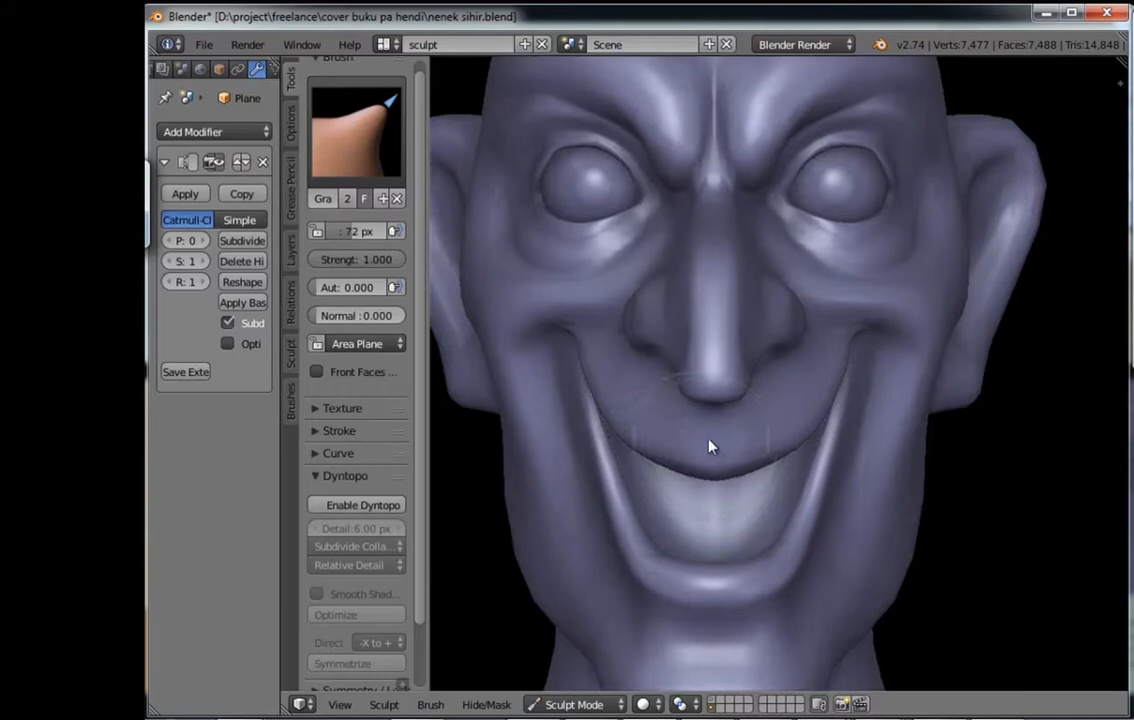 Blender* [D:\project\freelance\cover buku pa hendi\nenek sihir.blend]
File Render Window Help sculpt Scene Blender Render v2.74 | Verts:7,477 | Faces:7,488 | Tris:14,848 |
Plane
Add Modifier
Apply Copy
Catmull-Cl Simple
P: 0 Subdivide
S: 1 Delete Hi
R: 1 Reshape
Apply Bas
Subd
Opti
Save Exte
Tools
Options
Grease Pencil
Layers
Relations
Sculpt
Brushes
Brush
Gra 2 F
: 72 px
Strengt: 1.000
Aut: 0.000
Normal :0.000
Area Plane
Front Faces ...
Texture
Stroke
Curve
Dyntopo
Enable Dyntopo
Detail:6.00 px
Subdivide Colla...
Relative Detail
Smooth Shad...
Optimize
Direct -X to +
Symmetrize
View Sculpt Brush Hide/Mask Sculpt Mode